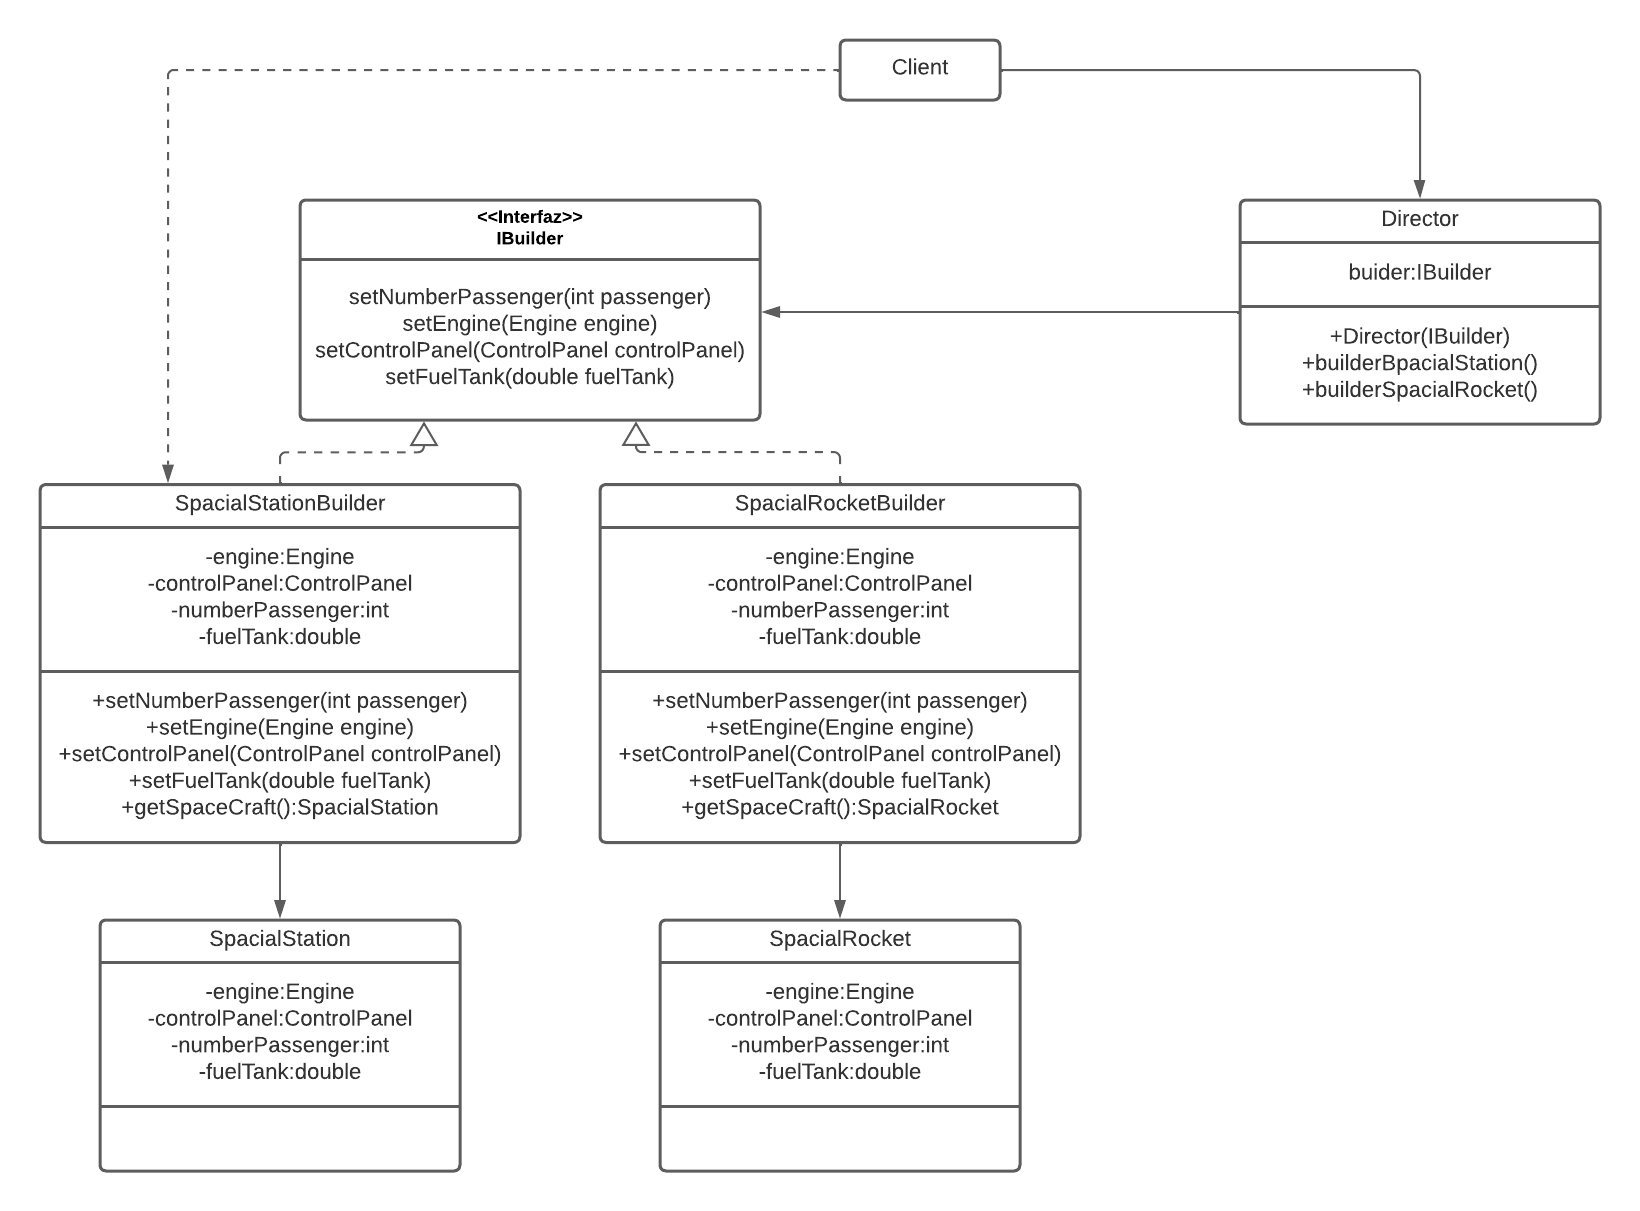 Client
<<Interfaz>>
IBuilder
setNumberPassenger(int passenger)
setEngine(Engine engine)
setControlPanel(ControlPanel controlPanel)
setFuelTank(double fuelTank)
Director
buider:IBuilder
+Director(IBuilder)
+builderBpacialStation()
+builderSpacialRocket()
SpacialStationBuilder
-engine:Engine
-controlPanel:ControlPanel
-numberPassenger:int
-fuelTank:double
+setNumberPassenger(int passenger)
+setEngine(Engine engine)
+setControlPanel(ControlPanel controlPanel)
+setFuelTank(double fuelTank)
+getSpaceCraft():SpacialStation
SpacialRocketBuilder
-engine:Engine
-controlPanel:ControlPanel
-numberPassenger:int
-fuelTank:double
+setNumberPassenger(int passenger)
+setEngine(Engine engine)
+setControlPanel(ControlPanel controlPanel)
+setFuelTank(double fuelTank)
+getSpaceCraft():SpacialRocket
SpacialStation
-engine:Engine
-controlPanel:ControlPanel
-numberPassenger:int
-fuelTank:double
SpacialRocket
-engine:Engine
-controlPanel:ControlPanel
-numberPassenger:int
-fuelTank:double